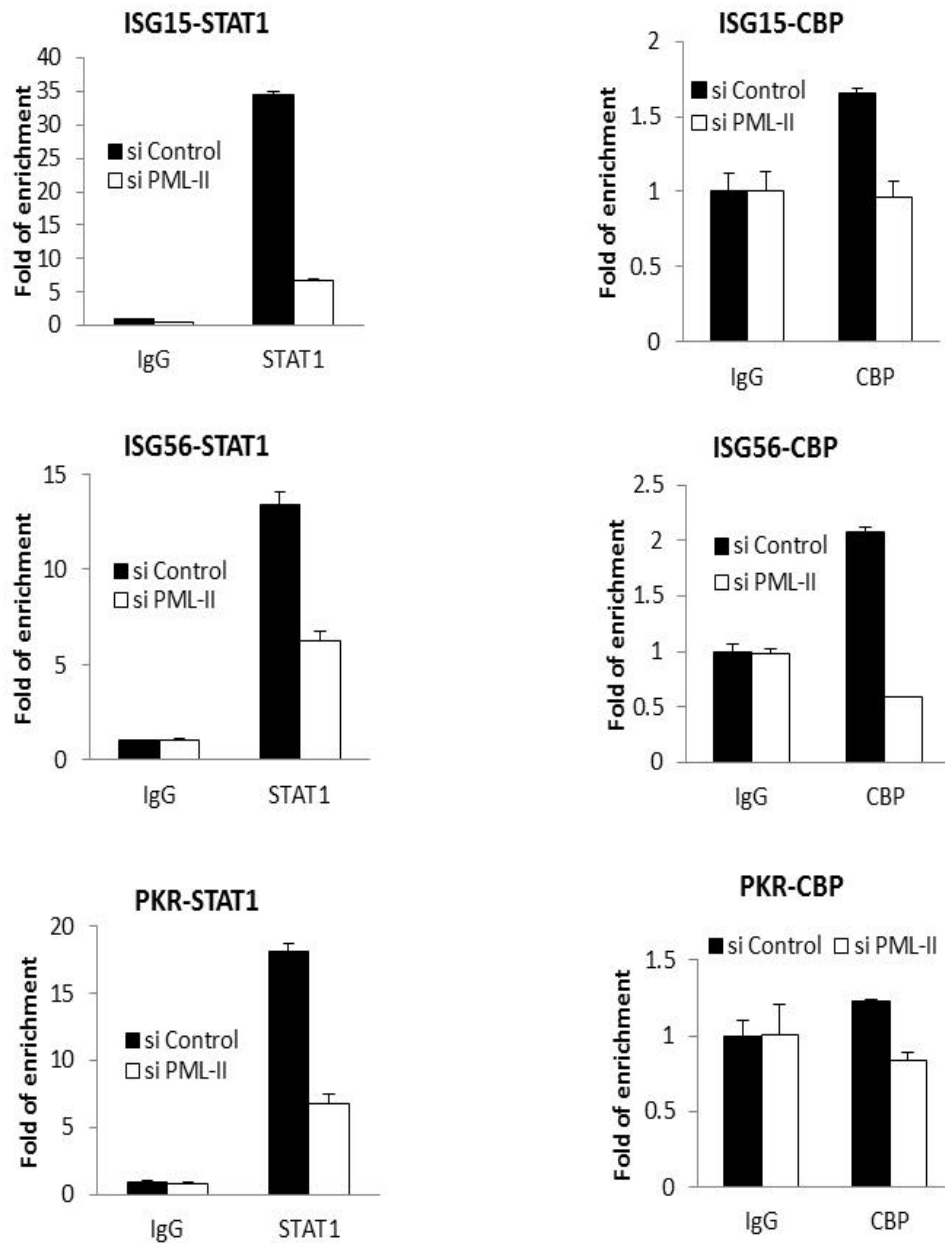 ISG15-STAT1
Fold of enrichment
40
35
30
25
20
15
10
5
0
si Control
si PML-II
IgG
STAT1
ISG15-CBP
Fold of enrichment
2
1.5
1
0.5
0
si Control
si PML-II
IgG
CBP
ISG56-STAT1
Fold of enrichment
15
10
5
0
si Control
si PML-II
IgG
STAT1
ISG56-CBP
Fold of enrichment
2.5
2
1.5
1
0.5
0
si Control
si PML-II
IgG
CBP
PKR-STAT1
Fold of enrichment
20
15
10
5
0
si Control
si PML-II
IgG
STAT1
PKR-CBP
Fold of enrichment
si Control si PML-II
1.5
1
0.5
0
IgG
CBP